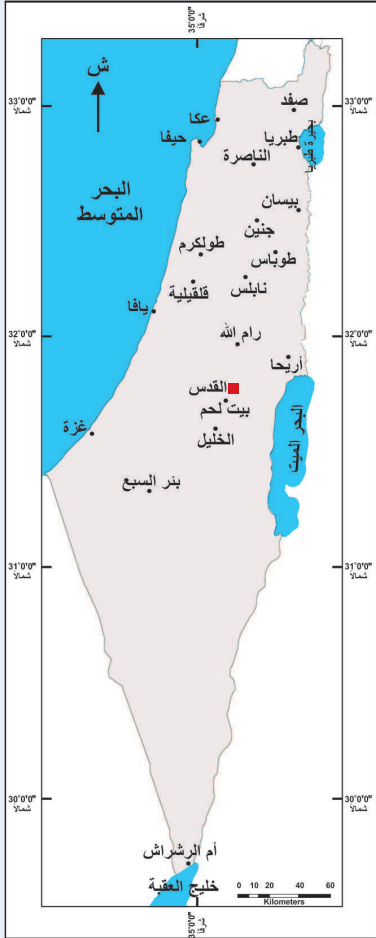 35°0'0"
شرقاً
33°0'0"
شمالاً
33°0'0"
شمالاً
ش
صفد
عكا
بحيرة طبريا
طبريا
حيفا
الناصرة
البحر
المتوسط
بيسان
جنين
طولكرم
طوباس
نابلس
قلقيلية
يافا
32°0'0"
شمالاً
32°0'0"
شمالاً
رام الله
أريحا
القدس
بيت لحم
البحر الميت
غزة
الخليل
بئر السبع
31°0'0"
شمالاً
31°0'0"
شمالاً
30°0'0"
شمالاً
30°0'0"
شمالاً
أم الرشراش
خليج العقبة
0 10 20 40 60
Kilometers
35°0'0"
شرقاً